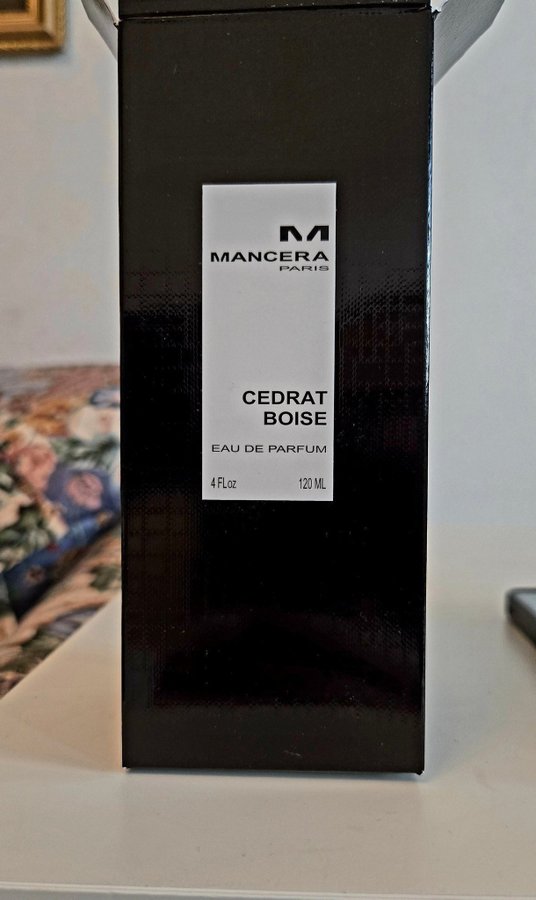 M
MANCERA
PARIS
CEDRAT
BOISE
EAU DE PARFUM
4 FLoz 120 ML